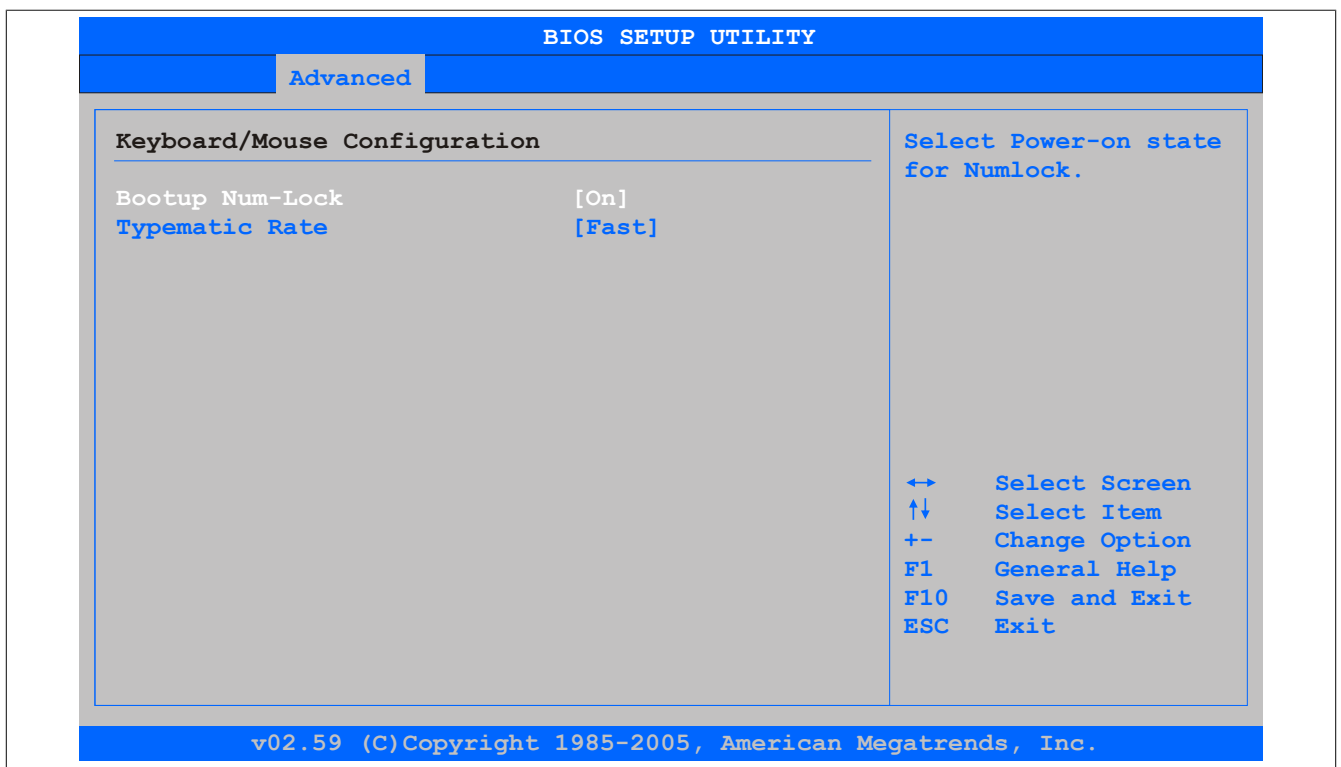 BIOS SETUP UTILITY
Advanced
Keyboard/Mouse Configuration
Bootup Num-Lock [On]
Typematic Rate [Fast]
Select Power-on state
for Numlock.
↔ Select Screen
↑↓ Select Item
+- Change Option
F1 General Help
F10 Save and Exit
ESC Exit
v02.59 (C)Copyright 1985-2005, American Megatrends, Inc.